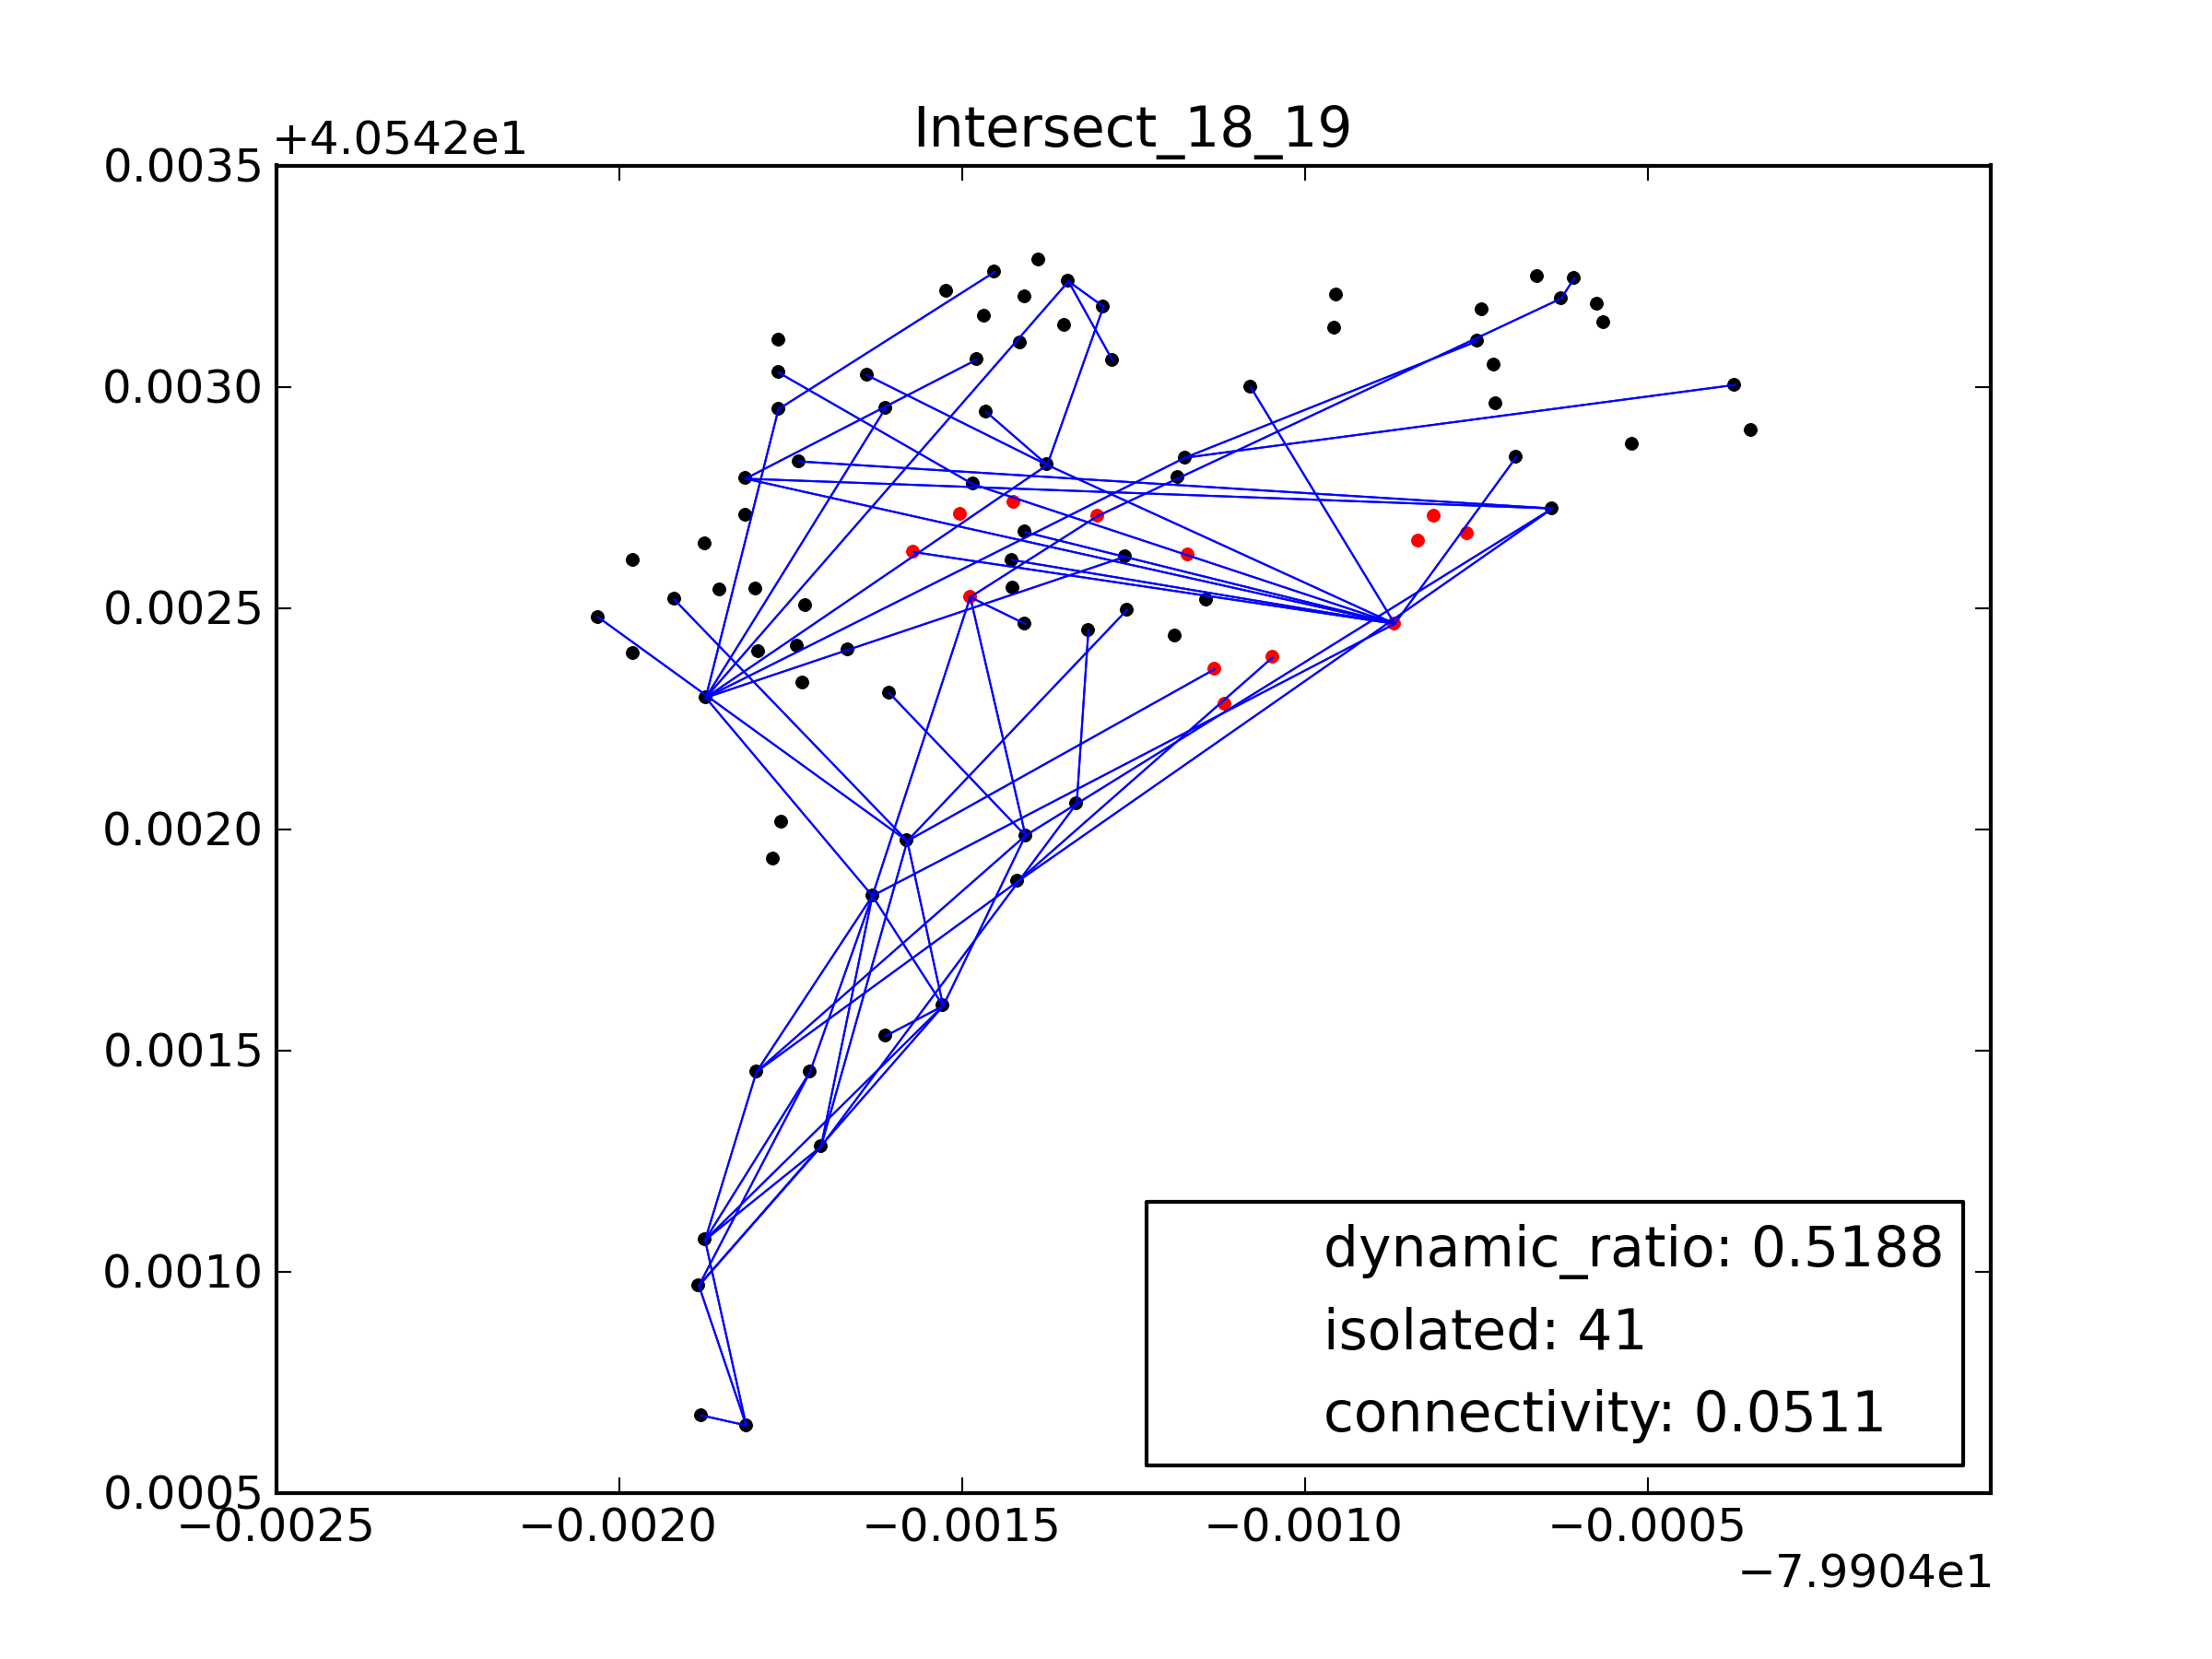 Intersect_18_19
+4.0542e1
0.0035
0.0030
0.0025
0.0020
0.0015
0.0010
0.0005
dynamic_ratio: 0.5188
isolated: 41
connectivity: 0.0511
−0.0025 −0.0020 −0.0015 −0.0010 −0.0005
−7.9904e1